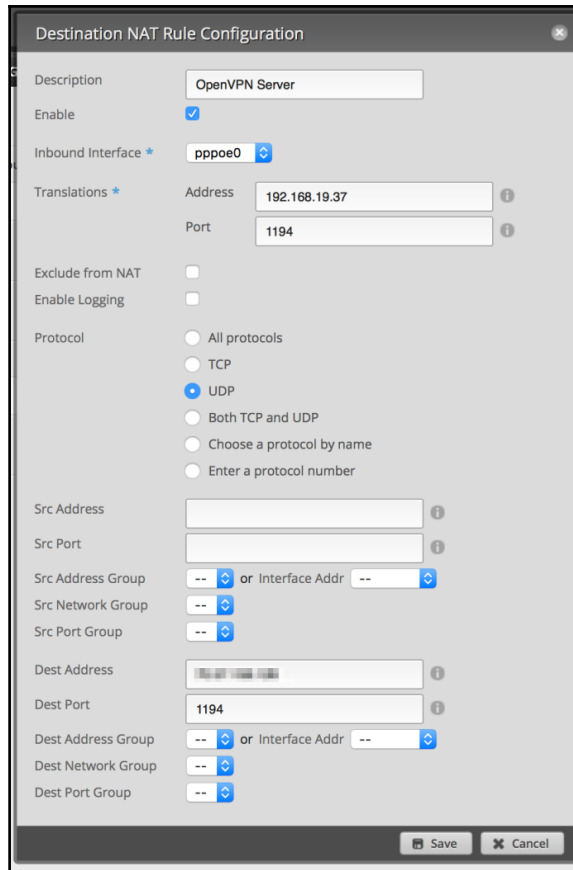 Destination NAT Rule Configuration
Description OpenVPN Server
Enable
Inbound Interface * pppoe0
Translations * Address 192.168.19.37
Port 1194
Exclude from NAT
Enable Logging
Protocol All protocols
TCP
UDP
Both TCP and UDP
Choose a protocol by name
Enter a protocol number
Src Address
Src Port
Src Address Group -- or Interface Addr --
Src Network Group --
Src Port Group --
Dest Address
Dest Port 1194
Dest Address Group -- or Interface Addr --
Dest Network Group --
Dest Port Group --
Save Cancel